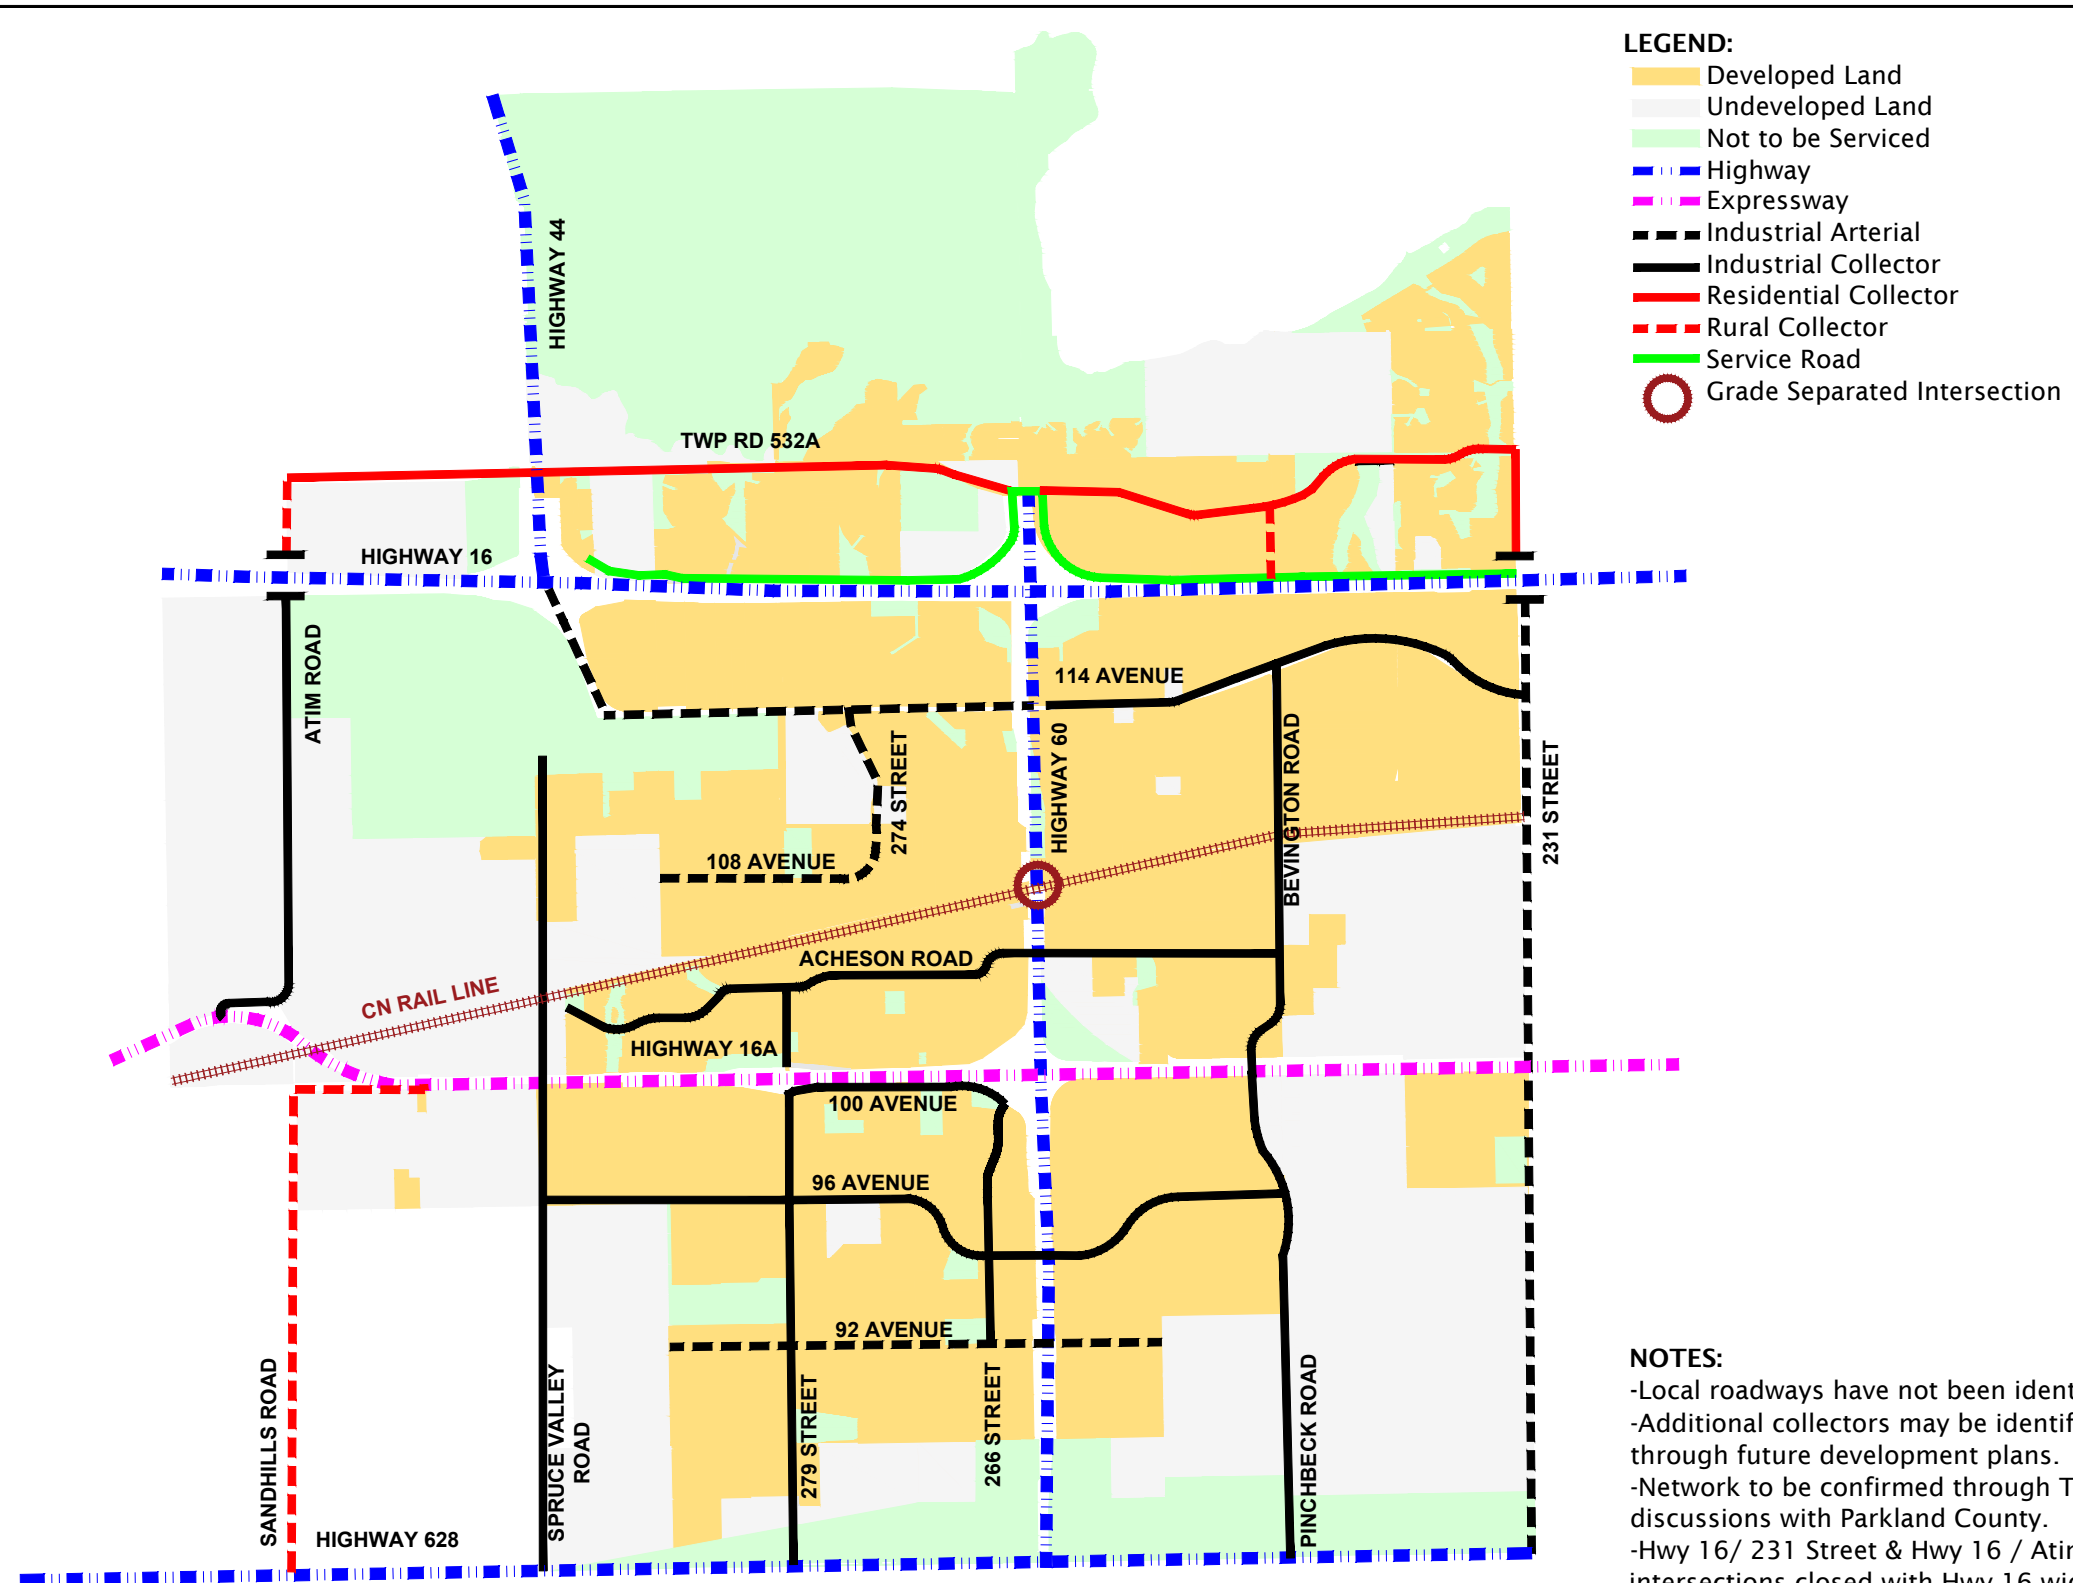 LEGEND:
Developed Land
Undeveloped Land
Not to be Serviced
Highway
Expressway
Industrial Arterial
Industrial Collector
Residential Collector
Rural Collector
Service Road
Grade Separated Intersection
HIGHWAY 44
TWP RD 532A
HIGHWAY 16
ATIM ROAD
114 AVENUE
274 STREET
HIGHWAY 60
BEVINGTON ROAD
231 STREET
108 AVENUE
ACHESON ROAD
CN RAIL LINE
HIGHWAY 16A
100 AVENUE
96 AVENUE
92 AVENUE
SANDHILLS ROAD
SPRUCE VALLEY
ROAD
279 STREET
266 STREET
PINCHBECK ROAD
HIGHWAY 628
NOTES:
-Local roadways have not been
-Additional collectors may be
through future development plans.
-Network to be confirmed through
discussions with Parkland County.
-Hwy 16/ 231 Street & Hwy 16 /
intersections closed with Hwy 16